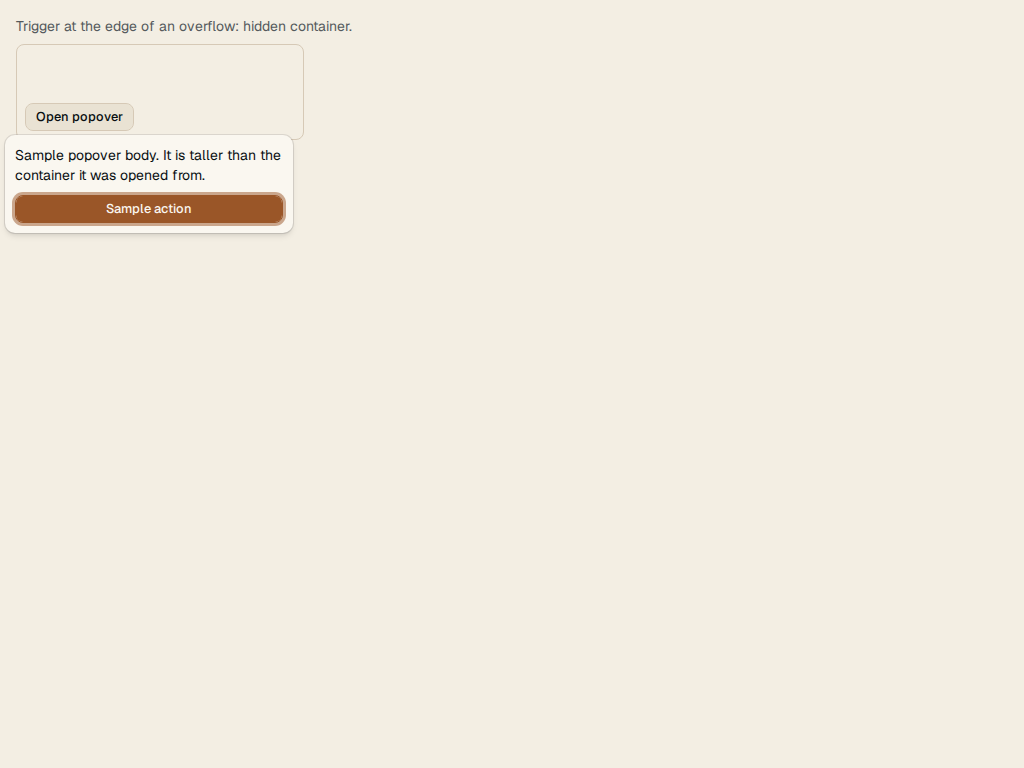 Trigger at the edge of an overflow: hidden container.
Open popover
Sample popover body. It is taller than the
container it was opened from.
Sample action